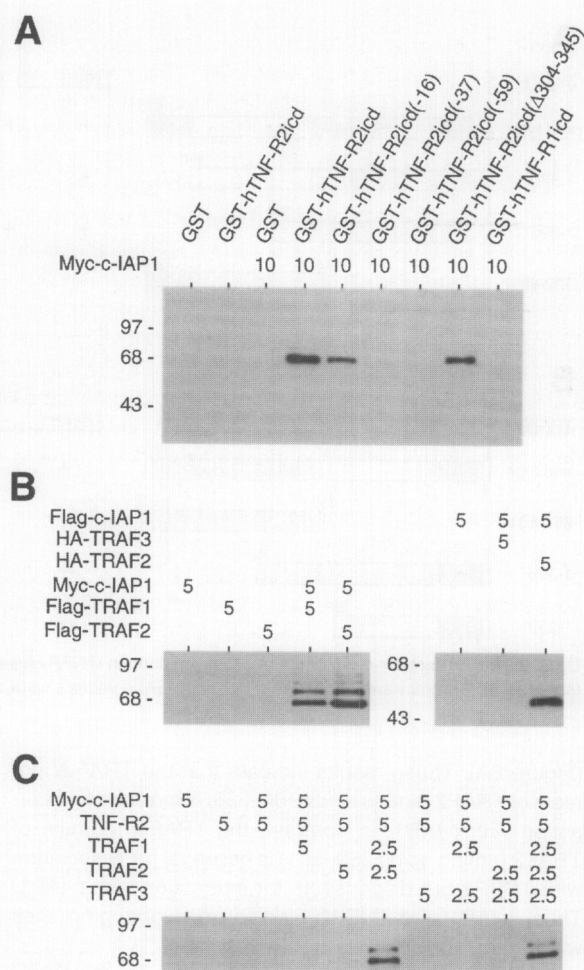 A
GST
GST-hTNF-R2icd
GST
GST-hTNF-R2icd
GST-hTNF-R2icd(-16)
GST-hTNF-R2icd(-37)
GST-hTNF-R2icd(-59)
GST-hTNF-R2icd(Δ304-345)
GST-hTNF-R1icd
Myc-c-IAP1 10 10 10 10 10 10 10
97 -
68 -
43 -
B
Flag-c-IAP1 5 5 5
HA-TRAF3 5
HA-TRAF2 5
Myc-c-IAP1 5 5 5
Flag-TRAF1 5 5
Flag-TRAF2 5 5
97 -
68 -
68 -
43 -
C
Myc-c-IAP1 5 5 5 5 5 5 5 5 5
TNF-R2 5 5 5 5 5 5 5 5 5
TRAF1 5 2.5 2.5 2.5
TRAF2 5 2.5 2.5 2.5
TRAF3 5 2.5 2.5 2.5
97 -
68 -